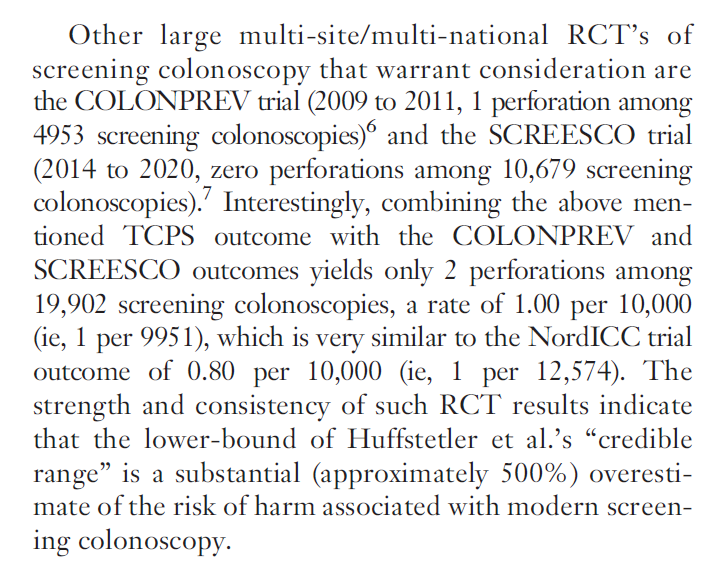 Other large multi-site/multi-national RCT's of
screening colonoscopy that warrant consideration are
the COLONPREV trial (2009 to 2011, 1 perforation among
4953 screening colonoscopies)⁶ and the SCREESCO trial
(2014 to 2020, zero perforations among 10,679 screening
colonoscopies).⁷ Interestingly, combining the above men-
tioned TCPS outcome with the COLONPREV and
SCREESCO outcomes yields only 2 perforations among
19,902 screening colonoscopies, a rate of 1.00 per 10,000
(ie, 1 per 9951), which is very similar to the NordICC trial
outcome of 0.80 per 10,000 (ie, 1 per 12,574). The
strength and consistency of such RCT results indicate
that the lower-bound of Huffstetler et al.'s “credible
range” is a substantial (approximately 500%) overesti-
mate of the risk of harm associated with modern screen-
ing colonoscopy.